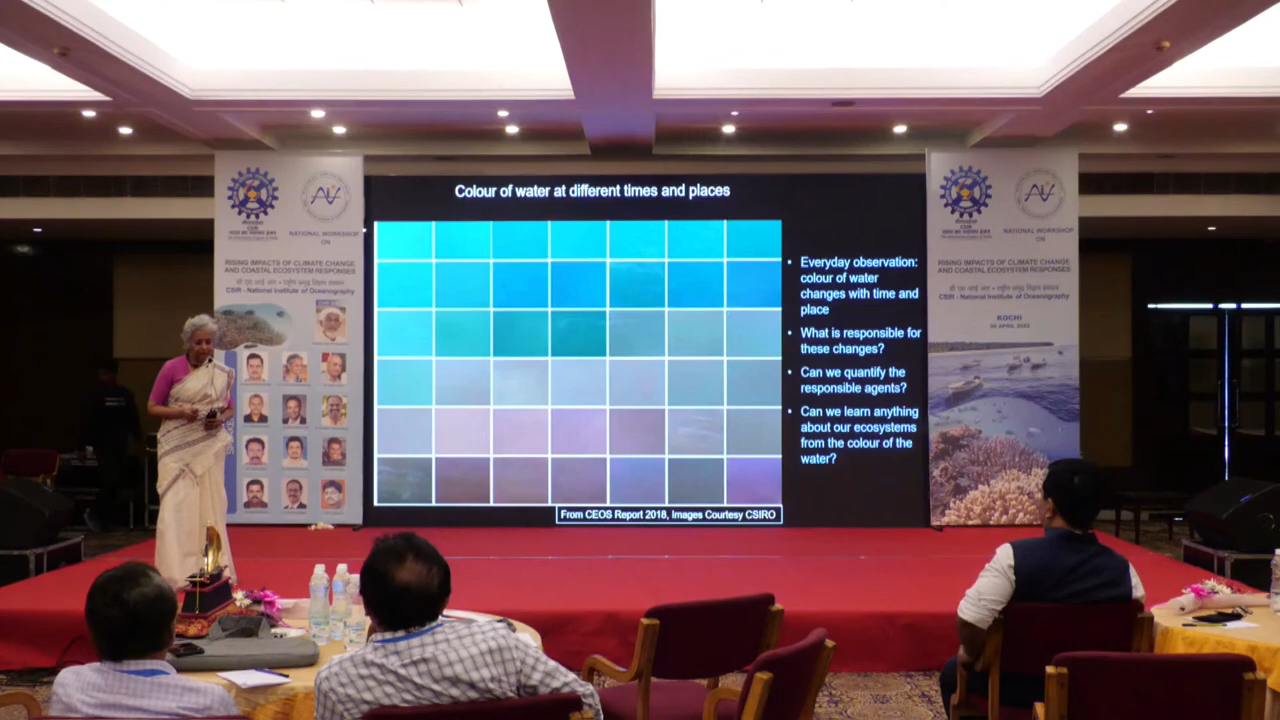 Colour of water at different times and places
• Everyday observation:
colour of water
changes with time and
place
• What is responsible for
these changes?
• Can we quantify the
responsible agents?
• Can we learn anything
about our ecosystems
from the colour of the
water?
From CEOS Report 2018, Images Courtesy CSIRO
CSIR
NATIONAL WORKSHOP
ON
RISING IMPACTS OF CLIMATE CHANGE
AND COASTAL ECOSYSTEM RESPONSES
CSIR - National Institute of Oceanography
CSIR
NATIONAL WORKSHOP
ON
RISING IMPACTS OF CLIMATE CHANGE
AND COASTAL ECOSYSTEM RESPONSES
CSIR - National Institute of Oceanography
KOCHI